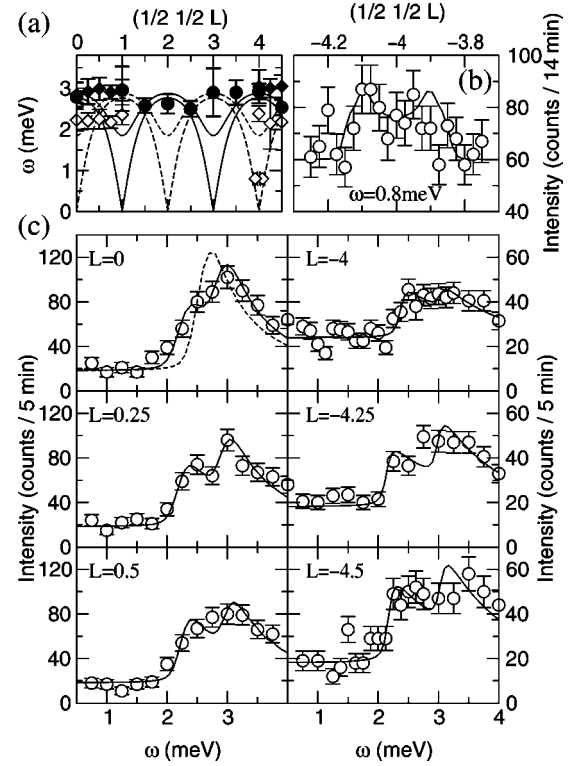 (a) (1/2 1/2 L) (1/2 1/2 L)
0 1 2 3 4 −4.2 −4 −3.8
ω (meV) 3 2 1 0
(b) 100 80 60 40
ω=0.8meV
Intensity (counts / 14 min)
(c)
L=0 120 80 40 0
L=−4 60 40 20 0
L=0.25 120 80 40 0
L=−4.25 60 40 20 0
L=0.5 120 80 40 0
L=−4.5 60 40 20 0
Intensity (counts / 5 min)
Intensity (counts / 5 min)
1 2 3 1 2 3 4
ω (meV) ω (meV)